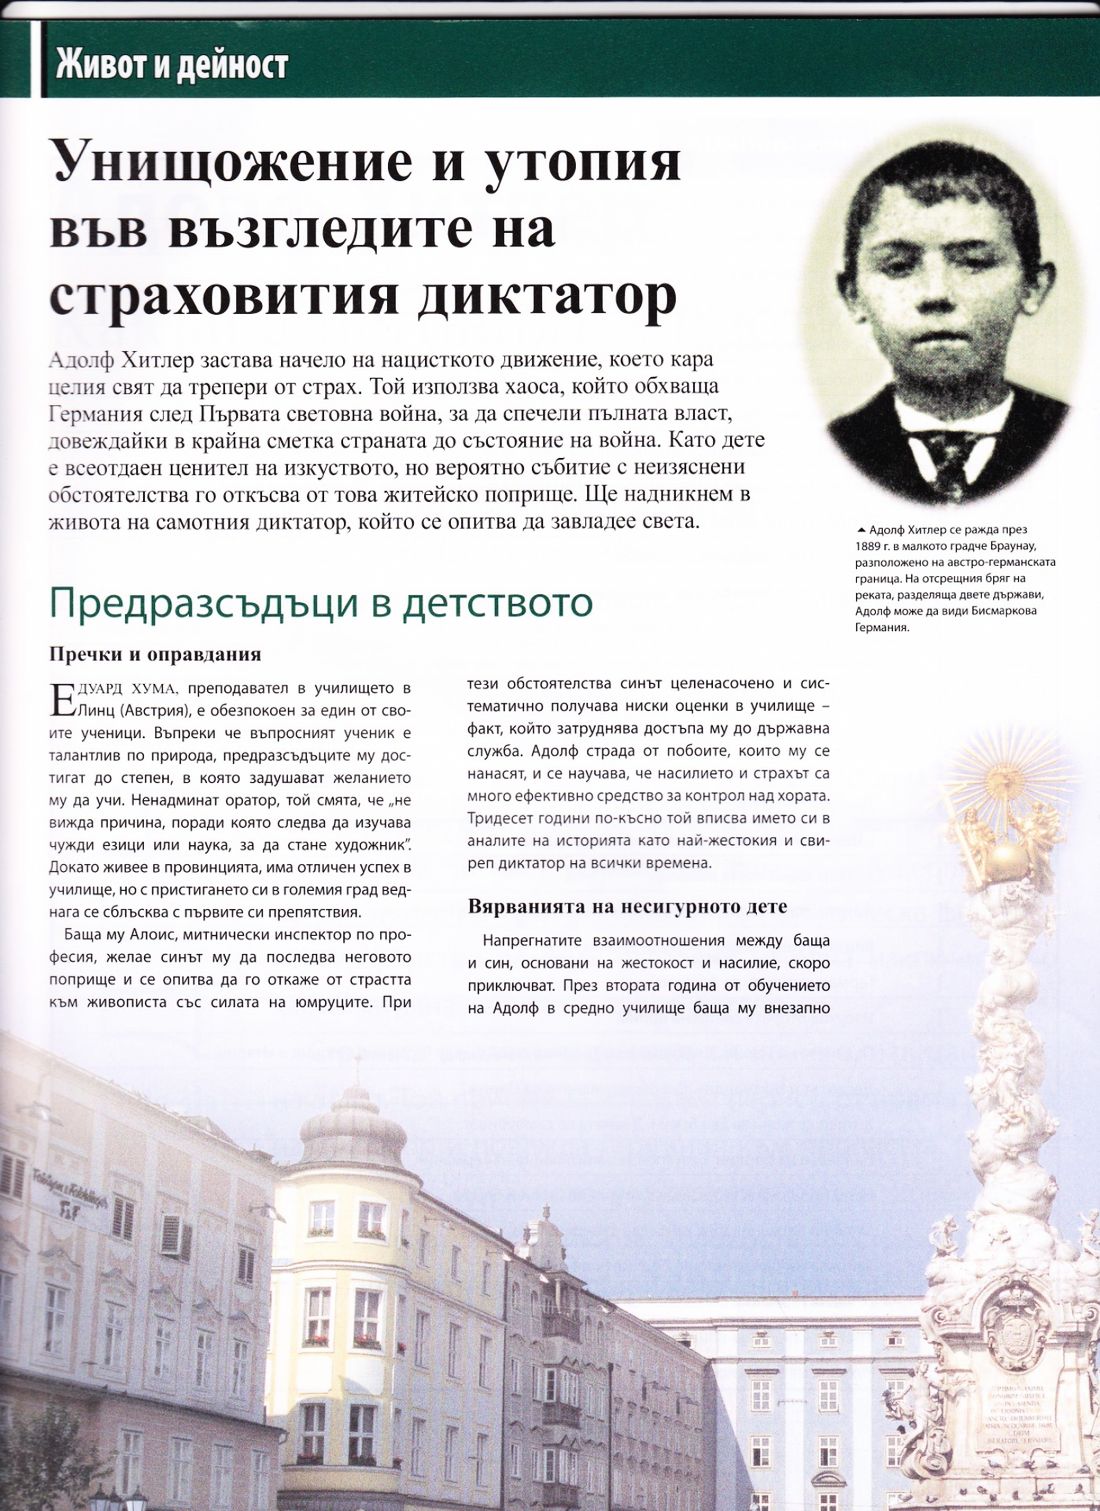 Живот и дейност
Унищожение и утопия
във възгледите на
страховития диктатор
Адолф Хитлер застава начело на нацисткото движение, което кара
целия свят да трепери от страх. Той използва хаоса, който обхваща
Германия след Първата световна война, за да спечели пълната власт,
довеждайки в крайна сметка страната до състояние на война. Като дете
е всеотдаен ценител на изкуството, но вероятно събитие с неизяснени
обстоятелства го откъсва от това житейско поприще. Ще надникнем в
живота на самотния диктатор, който се опитва да завладее света.
Адолф Хитлер се ражда през
1889 г. в малкото градче Браунау,
разположено на австро-германската
граница. На отсрещния бряг на
реката, разделяща двете държави,
Адолф може да види Бисмаркова
Германия.
Предразсъдъци в детството
Пречки и оправдания
ЕДУАРД ХУМА, преподавател в училището в
Линц (Австрия), е обезпокоен за един от сво-
ите ученици. Въпреки че въпросният ученик е
талантлив по природа, предразсъдъците му дос-
тигат до степен, в която задушават желанието
му да учи. Ненадминат оратор, той смята, че „не
вижда причина, поради която следва да изучава
чужди езици или наука, за да стане художник”.
Докато живее в провинцията, има отличен успех в
училище, но с пристигането си в големия град вед-
нага се сблъсква с първите си препятствия.
Баща му Алоис, митнически инспектор по про-
фесия, желае синът му да последва неговото
поприще и се опитва да го откаже от страстта
към живописта със силата на юмруците. При
тези обстоятелства синът целенасочено и сис-
тематично получава ниски оценки в училище –
факт, който затруднява достъпа му до държавна
служба. Адолф страда от побоите, които му се
нанасят, и се научава, че насилието и страхът са
много ефективно средство за контрол над хората.
Тридесет години по-късно той вписва името си в
аналите на историята като най-жестокия и сви-
реп диктатор на всички времена.
Вярванията на несигурното дете
Напрегнатите взаимоотношения между баща
и син, основани на жестокост и насилие, скоро
приключват. През втората година от обучението
на Адолф в средно училище баща му внезапно